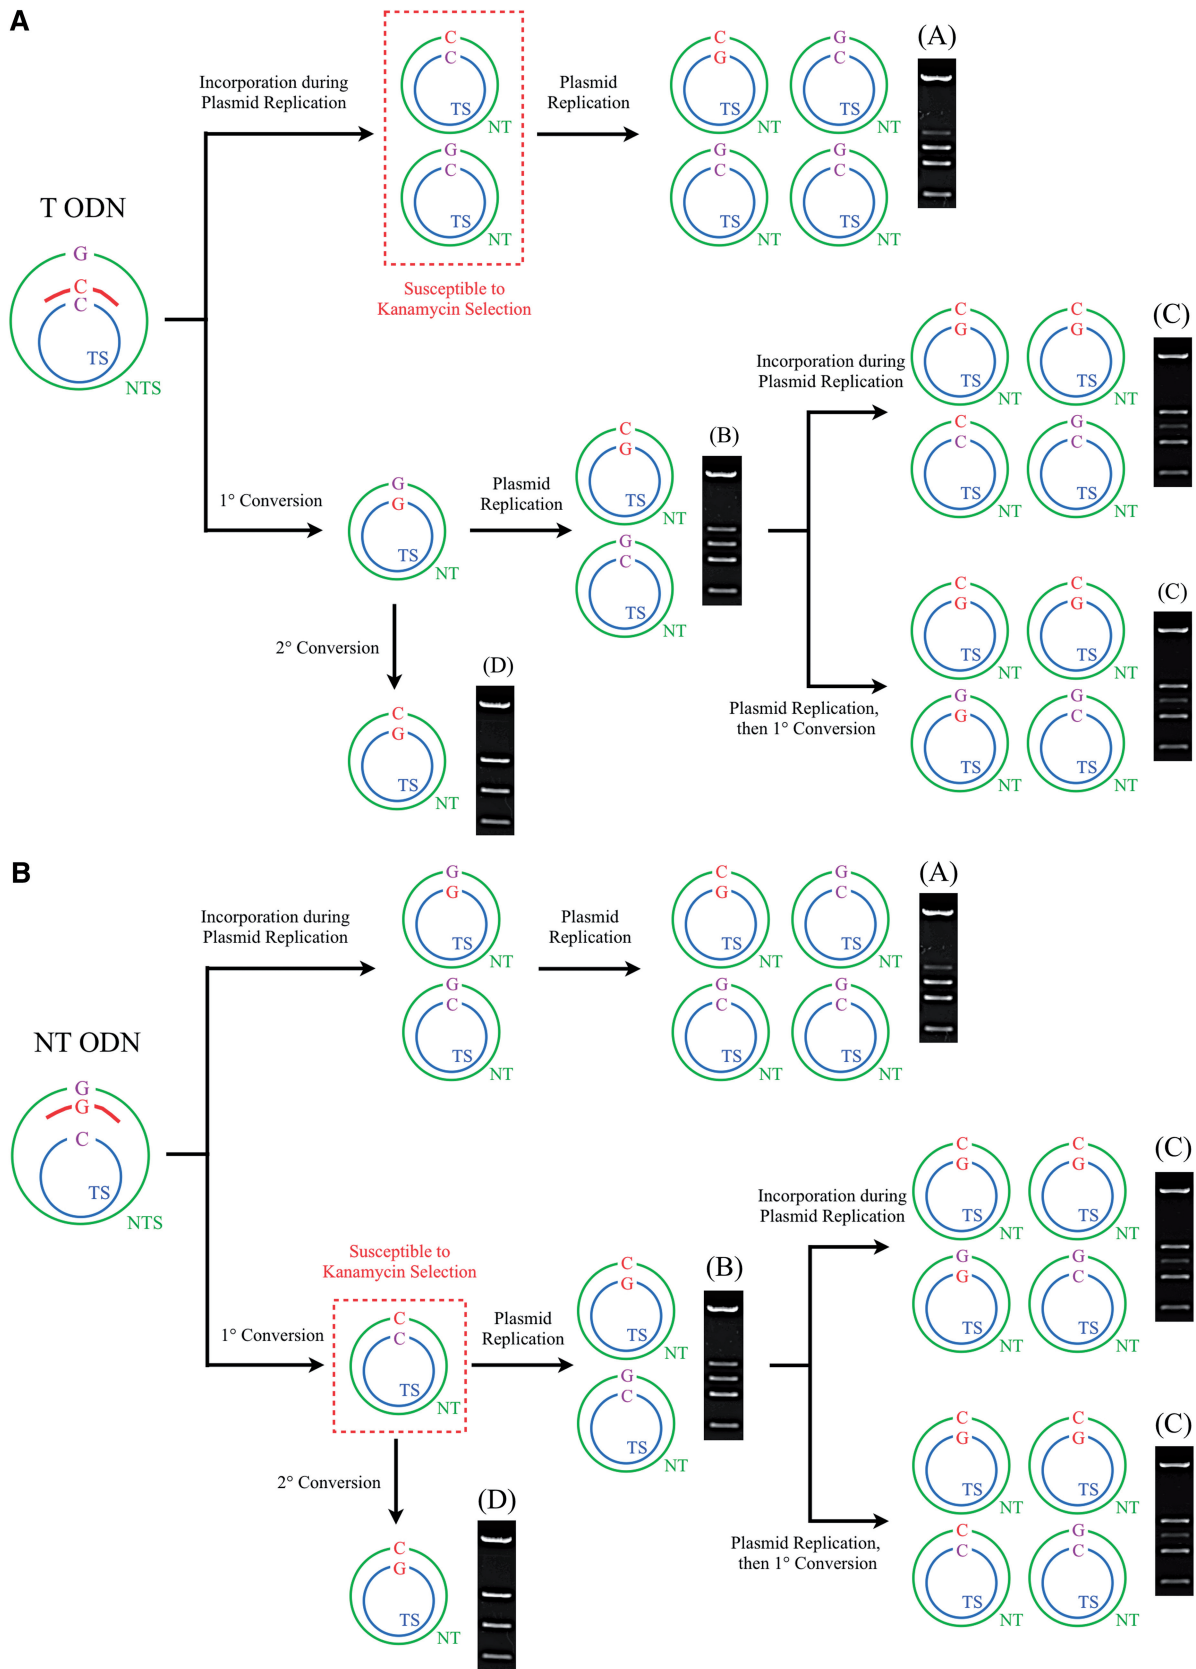 A
Incorporation during
Plasmid Replication
C
C
TS
NT
G
C
TS
NT
Susceptible to
Kanamycin Selection
Plasmid
Replication
C
G
TS
NT
G
C
TS
NT
G
C
TS
NT
G
C
TS
NT
(A)
T ODN
G
C
C
TS
NTS
1° Conversion
G
G
TS
NT
Plasmid
Replication
C
G
TS
NT
G
C
TS
NT
(B)
Incorporation during
Plasmid Replication
C
G
TS
NT
C
G
TS
NT
C
C
TS
NT
G
C
TS
NT
(C)
Plasmid Replication,
then 1° Conversion
C
G
TS
NT
C
G
TS
NT
G
G
TS
NT
G
C
TS
NT
(C)
2° Conversion
C
G
TS
NT
(D)
B
Incorporation during
Plasmid Replication
G
G
TS
NT
G
C
TS
NT
Plasmid
Replication
C
G
TS
NT
G
C
TS
NT
G
C
TS
NT
G
C
TS
NT
(A)
NT ODN
G
G
C
TS
NTS
1° Conversion
Susceptible to
Kanamycin Selection
C
C
TS
NT
Plasmid
Replication
C
G
TS
NT
G
C
TS
NT
(B)
Incorporation during
Plasmid Replication
C
G
TS
NT
C
G
TS
NT
G
G
TS
NT
G
C
TS
NT
(C)
Plasmid Replication,
then 1° Conversion
C
G
TS
NT
C
G
TS
NT
C
C
TS
NT
G
C
TS
NT
(C)
2° Conversion
C
G
TS
NT
(D)